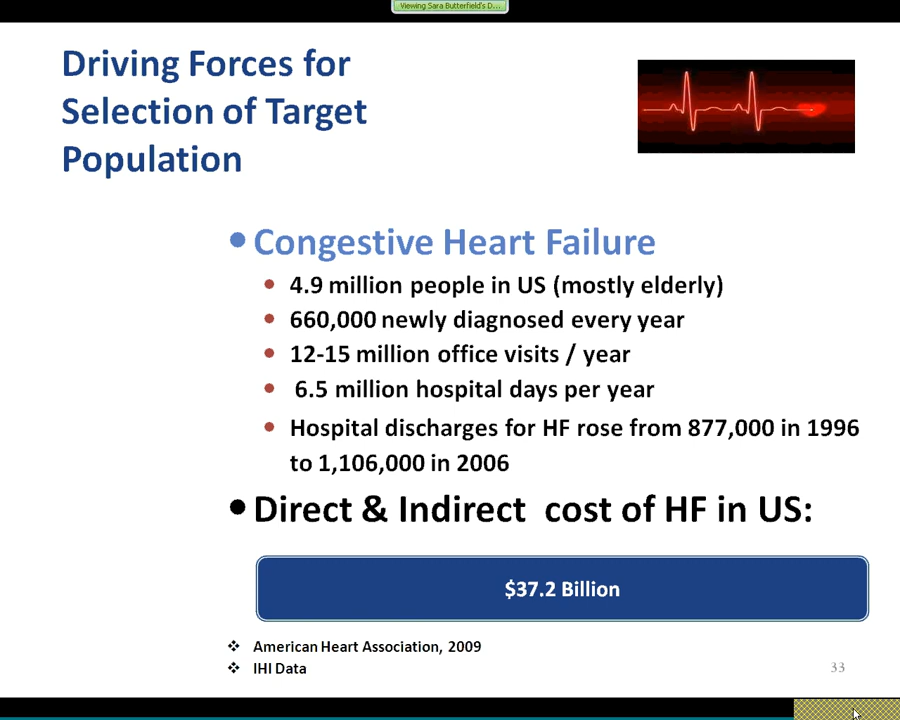 Viewing Sara Butterfield's D...
Driving Forces for
Selection of Target
Population
• Congestive Heart Failure
• 4.9 million people in US (mostly elderly)
• 660,000 newly diagnosed every year
• 12-15 million office visits / year
• 6.5 million hospital days per year
• Hospital discharges for HF rose from 877,000 in 1996
to 1,106,000 in 2006
• Direct & Indirect cost of HF in US:
$37.2 Billion
❖ American Heart Association, 2009
❖ IHI Data
33